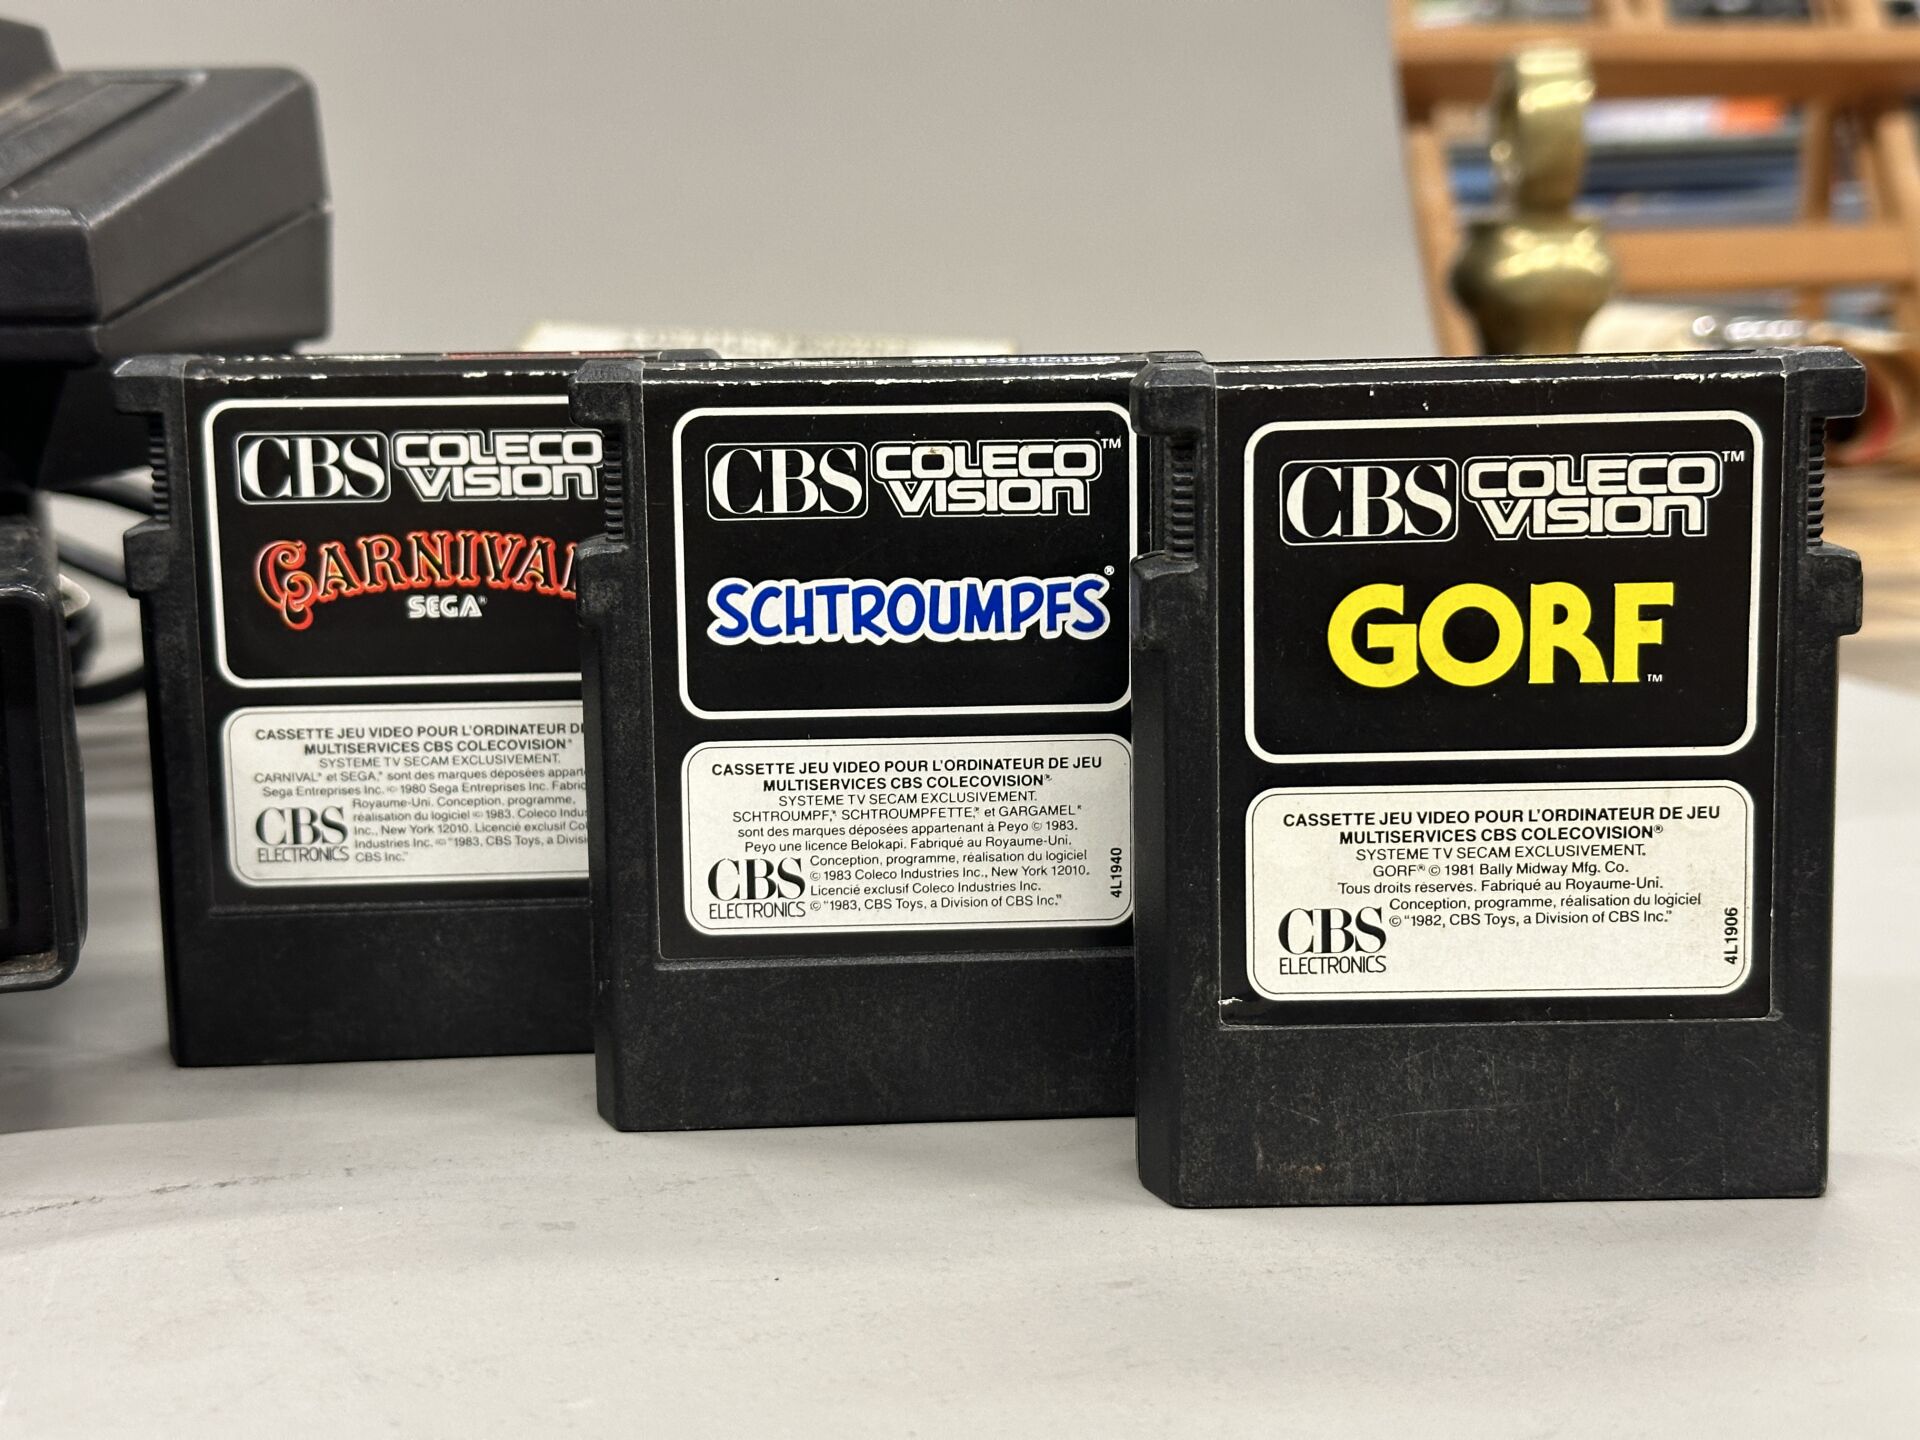 CBS COLECO VISION
CARNIVAL
SEGA®
CASSETTE JEU VIDEO POUR L'ORDINATEUR DE
MULTISERVICES CBS COLECOVISION®
SYSTEME TV SECAM EXCLUSIVEMENT.
CARNIVAL® et SEGA,® sont des marques déposées
Sega Entreprises Inc. © 1980 Sega Entreprises Inc.
Royaume-Uni. Conception, programme,
réalisation du logiciel © 1983. Coleco
Inc., New York 12010. Licencié exclusif
Industries Inc. © "1983, CBS Toys, a
CBS Inc."
CBS
ELECTRONICS
CBS COLECO VISION™
SCHTROUMPFS®
CASSETTE JEU VIDEO POUR L'ORDINATEUR DE JEU
MULTISERVICES CBS COLECOVISION®
SYSTEME TV SECAM EXCLUSIVEMENT.
SCHTROUMPF,® SCHTROUMPFETTE,® et GARGAMEL®
sont des marques déposées appartenant à Peyo © 1983.
Peyo une licence Belokapi. Fabriqué au Royaume-Uni.
Conception, programme, réalisation du logiciel
© 1983 Coleco Industries Inc., New York 12010.
Licencié exclusif Coleco Industries Inc.
© "1983, CBS Toys, a Division of CBS Inc."
CBS
ELECTRONICS
4L1940
CBS COLECO VISION™
GORF™
CASSETTE JEU VIDEO POUR L'ORDINATEUR DE JEU
MULTISERVICES CBS COLECOVISION®
SYSTEME TV SECAM EXCLUSIVEMENT.
GORF® © 1981 Bally Midway Mfg. Co.
Tous droits réservés. Fabriqué au Royaume-Uni.
Conception, programme, réalisation du logiciel
© "1982, CBS Toys, a Division of CBS Inc."
CBS
ELECTRONICS
4L1906